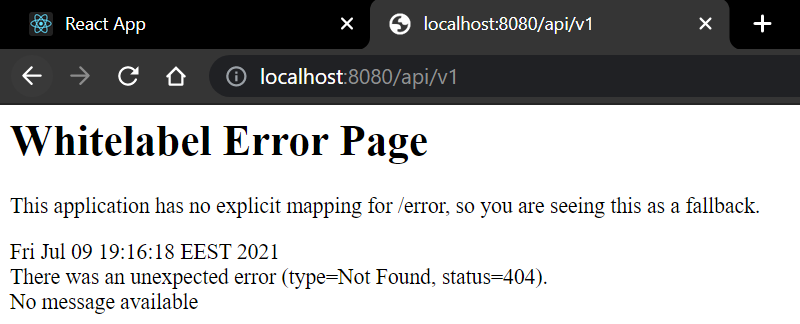 React App
localhost:8080/api/v1
localhost:8080/api/v1
Whitelabel Error Page
This application has no explicit mapping for /error, so you are seeing this as a fallback.
Fri Jul 09 19:16:18 EEST 2021
There was an unexpected error (type=Not Found, status=404).
No message available